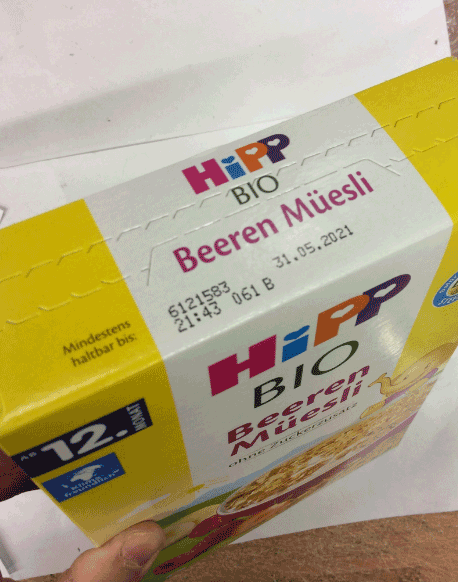 HiPP
BIO
Beeren Müesli
6121583
21:43 061 B 31.05.2021
Mindestens
haltbar bis:
HiPP
BIO
Beeren
Müesli
ohne Zuckerzusatz
AB 12. MONAT